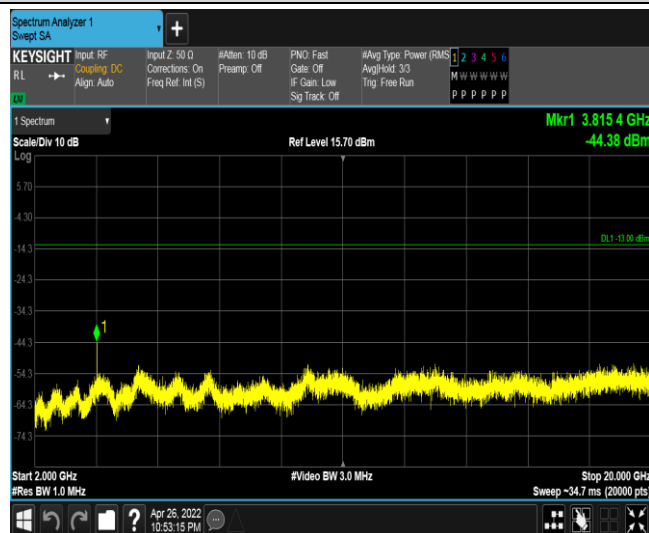 Spectrum Analyzer 1
Swept SA
+
KEYSIGHT
RL
Input: RF
Coupling: DC
Align: Auto
Input Z: 50 Ω
Corrections: On
Freq Ref: Int (S)
#Atten: 10 dB
Preamp: Off
PNO: Fast
Gate: Off
IF Gain: Low
Sig Track: Off
#Avg Type: Power (RMS
Avg|Hold: 3/3
Trig: Free Run
1 2 3 4 5 6
M W W W W W
P P P P P P
1 Spectrum
Scale/Div 10 dB
Log
Ref Level 15.70 dBm
Mkr1 3.815 4 GHz
-44.38 dBm
5.70
-4.30
-14.3
-24.3
-34.3
-44.3
-54.3
-64.3
-74.3
DL1 -13.00 dBm
1
Start 2.000 GHz
#Res BW 1.0 MHz
#Video BW 3.0 MHz
Stop 20.000 GHz
Sweep ~34.7 ms (20000 pts)
?
Apr 26, 2022
10:53:15 PM